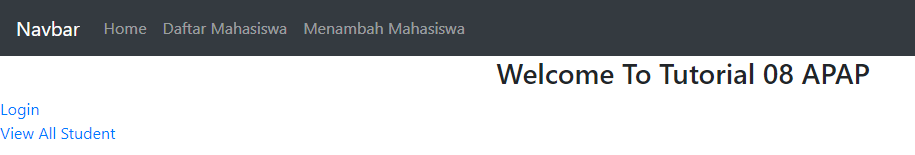 Navbar Home Daftar Mahasiswa Menambah Mahasiswa
Welcome To Tutorial 08 APAP
Login
View All Student